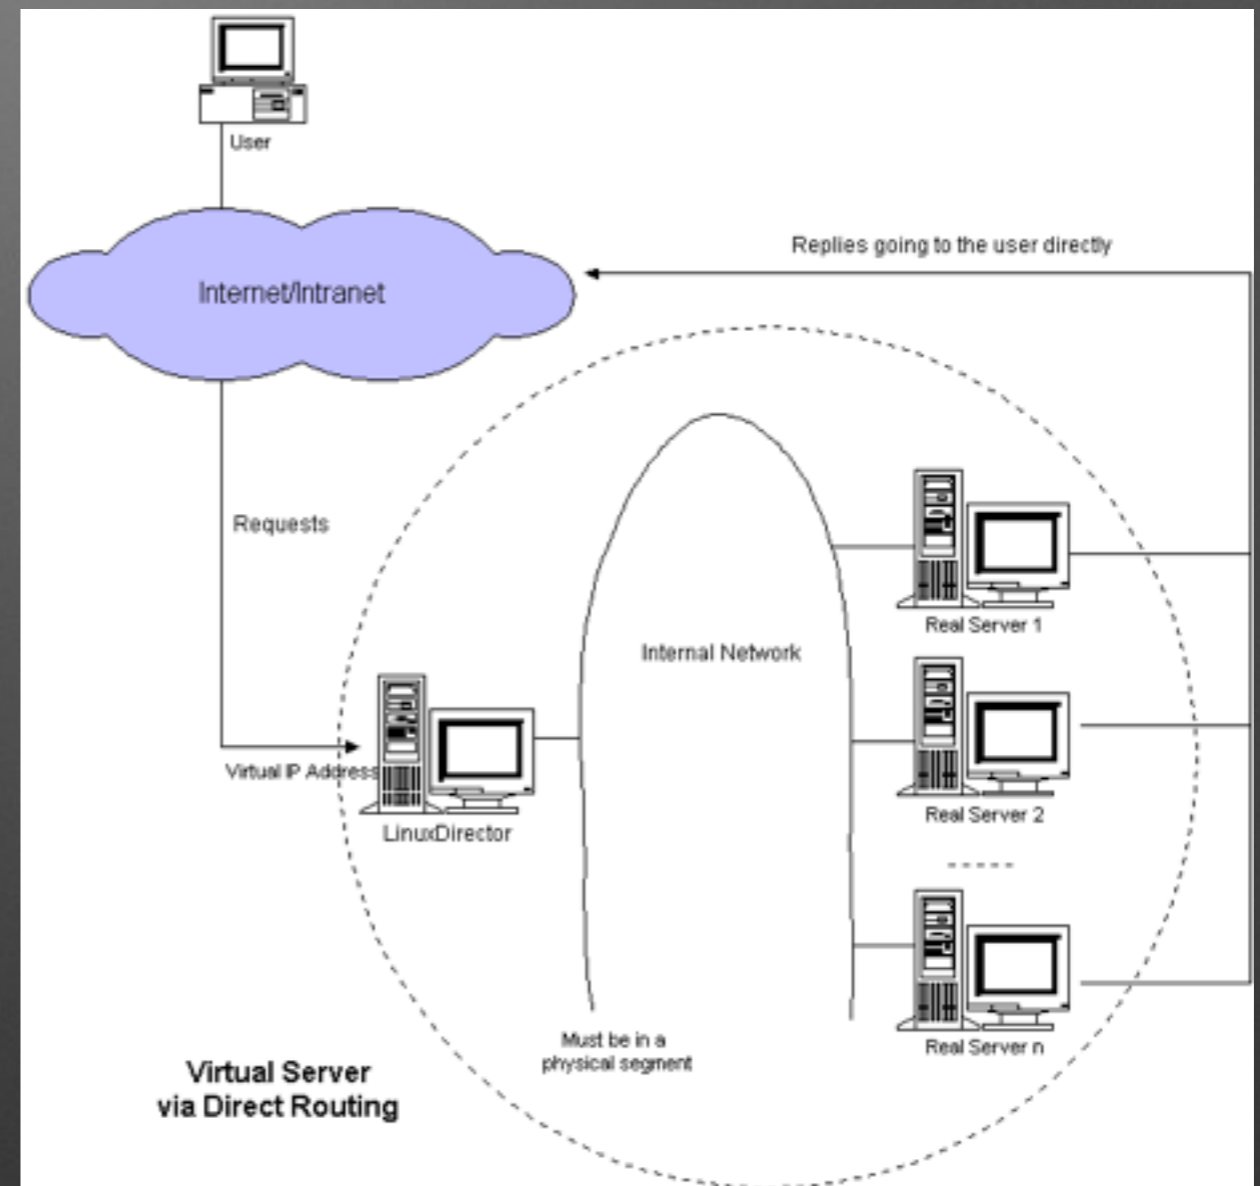 User
Replies going to the user directly
Internet/Intranet
Requests
Real Server 1
Internal Network
Virtual IP Address
LinuxDirector
Real Server 2
Real Server n
Must be in a
physical segment
Virtual Server
via Direct Routing